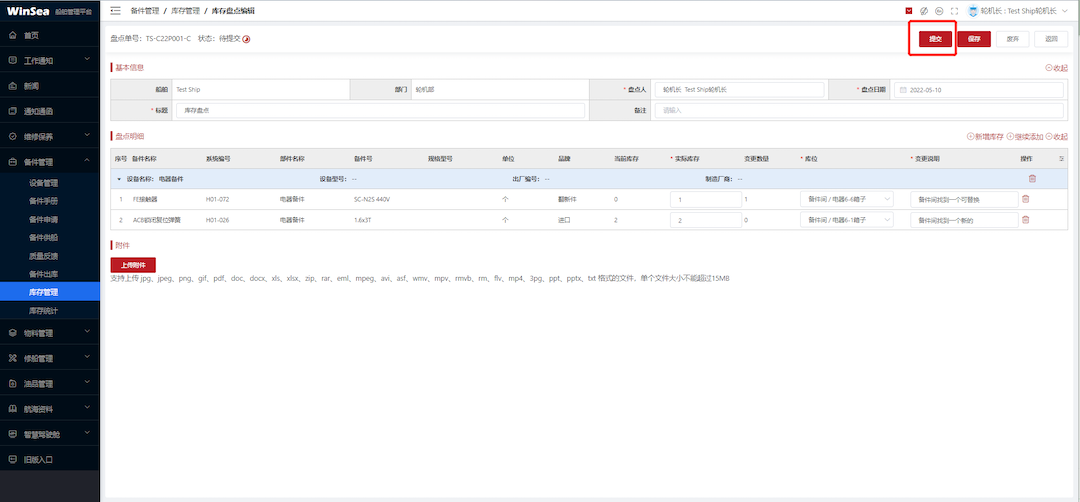 WinSea 船舶管理平台
备件管理 / 库存管理 / 库存盘点编辑
轮机长 : Test Ship轮机长
首页
工作通知
新闻
通知通函
维修保养
备件管理
设备管理
备件手册
备件申请
备件供船
质量反馈
备件出库
库存管理
库存统计
物料管理
修船管理
油品管理
航海资料
智慧驾驶舱
旧版入口
盘点单号: TS-C22P001-C 状态: 待提交
提交 保存 废弃 返回
基本信息 收起
船舶 Test Ship 部门 轮机部 * 盘点人 轮机长 Test Ship轮机长 * 盘点日期 2022-05-10
* 标题 库存盘点 备注 请输入
盘点明细 新增库存 继续添加 收起
序号 备件名称 系统编号 部件名称 备件号 规格型号 单位 品牌 当前库存 * 实际库存 变更数量 * 库位 * 变更说明 操作
设备名称: 电器备件 设备型号: -- 出厂编号: -- 制造厂商: --
1 FE接触器 H01-072 电器备件 SC-N2S 440V 个 翻新件 0 1 1 备件间 / 电器6-6箱子 备件间找到一个可替换
2 ACB锁闭复位弹簧 H01-026 电器备件 1.6x3T 个 进口 2 2 0 备件间 / 电器6-1箱子 备件间找到一个新的
附件
上传附件
支持上传 jpg、jpeg、png、gif、pdf、doc、docx、xls、xlsx、zip、rar、eml、mpeg、avi、asf、wmv、mpv、rmvb、rm、flv、mp4、3pg、ppt、pptx、txt 格式的文件，单个文件大小不能超过15MB